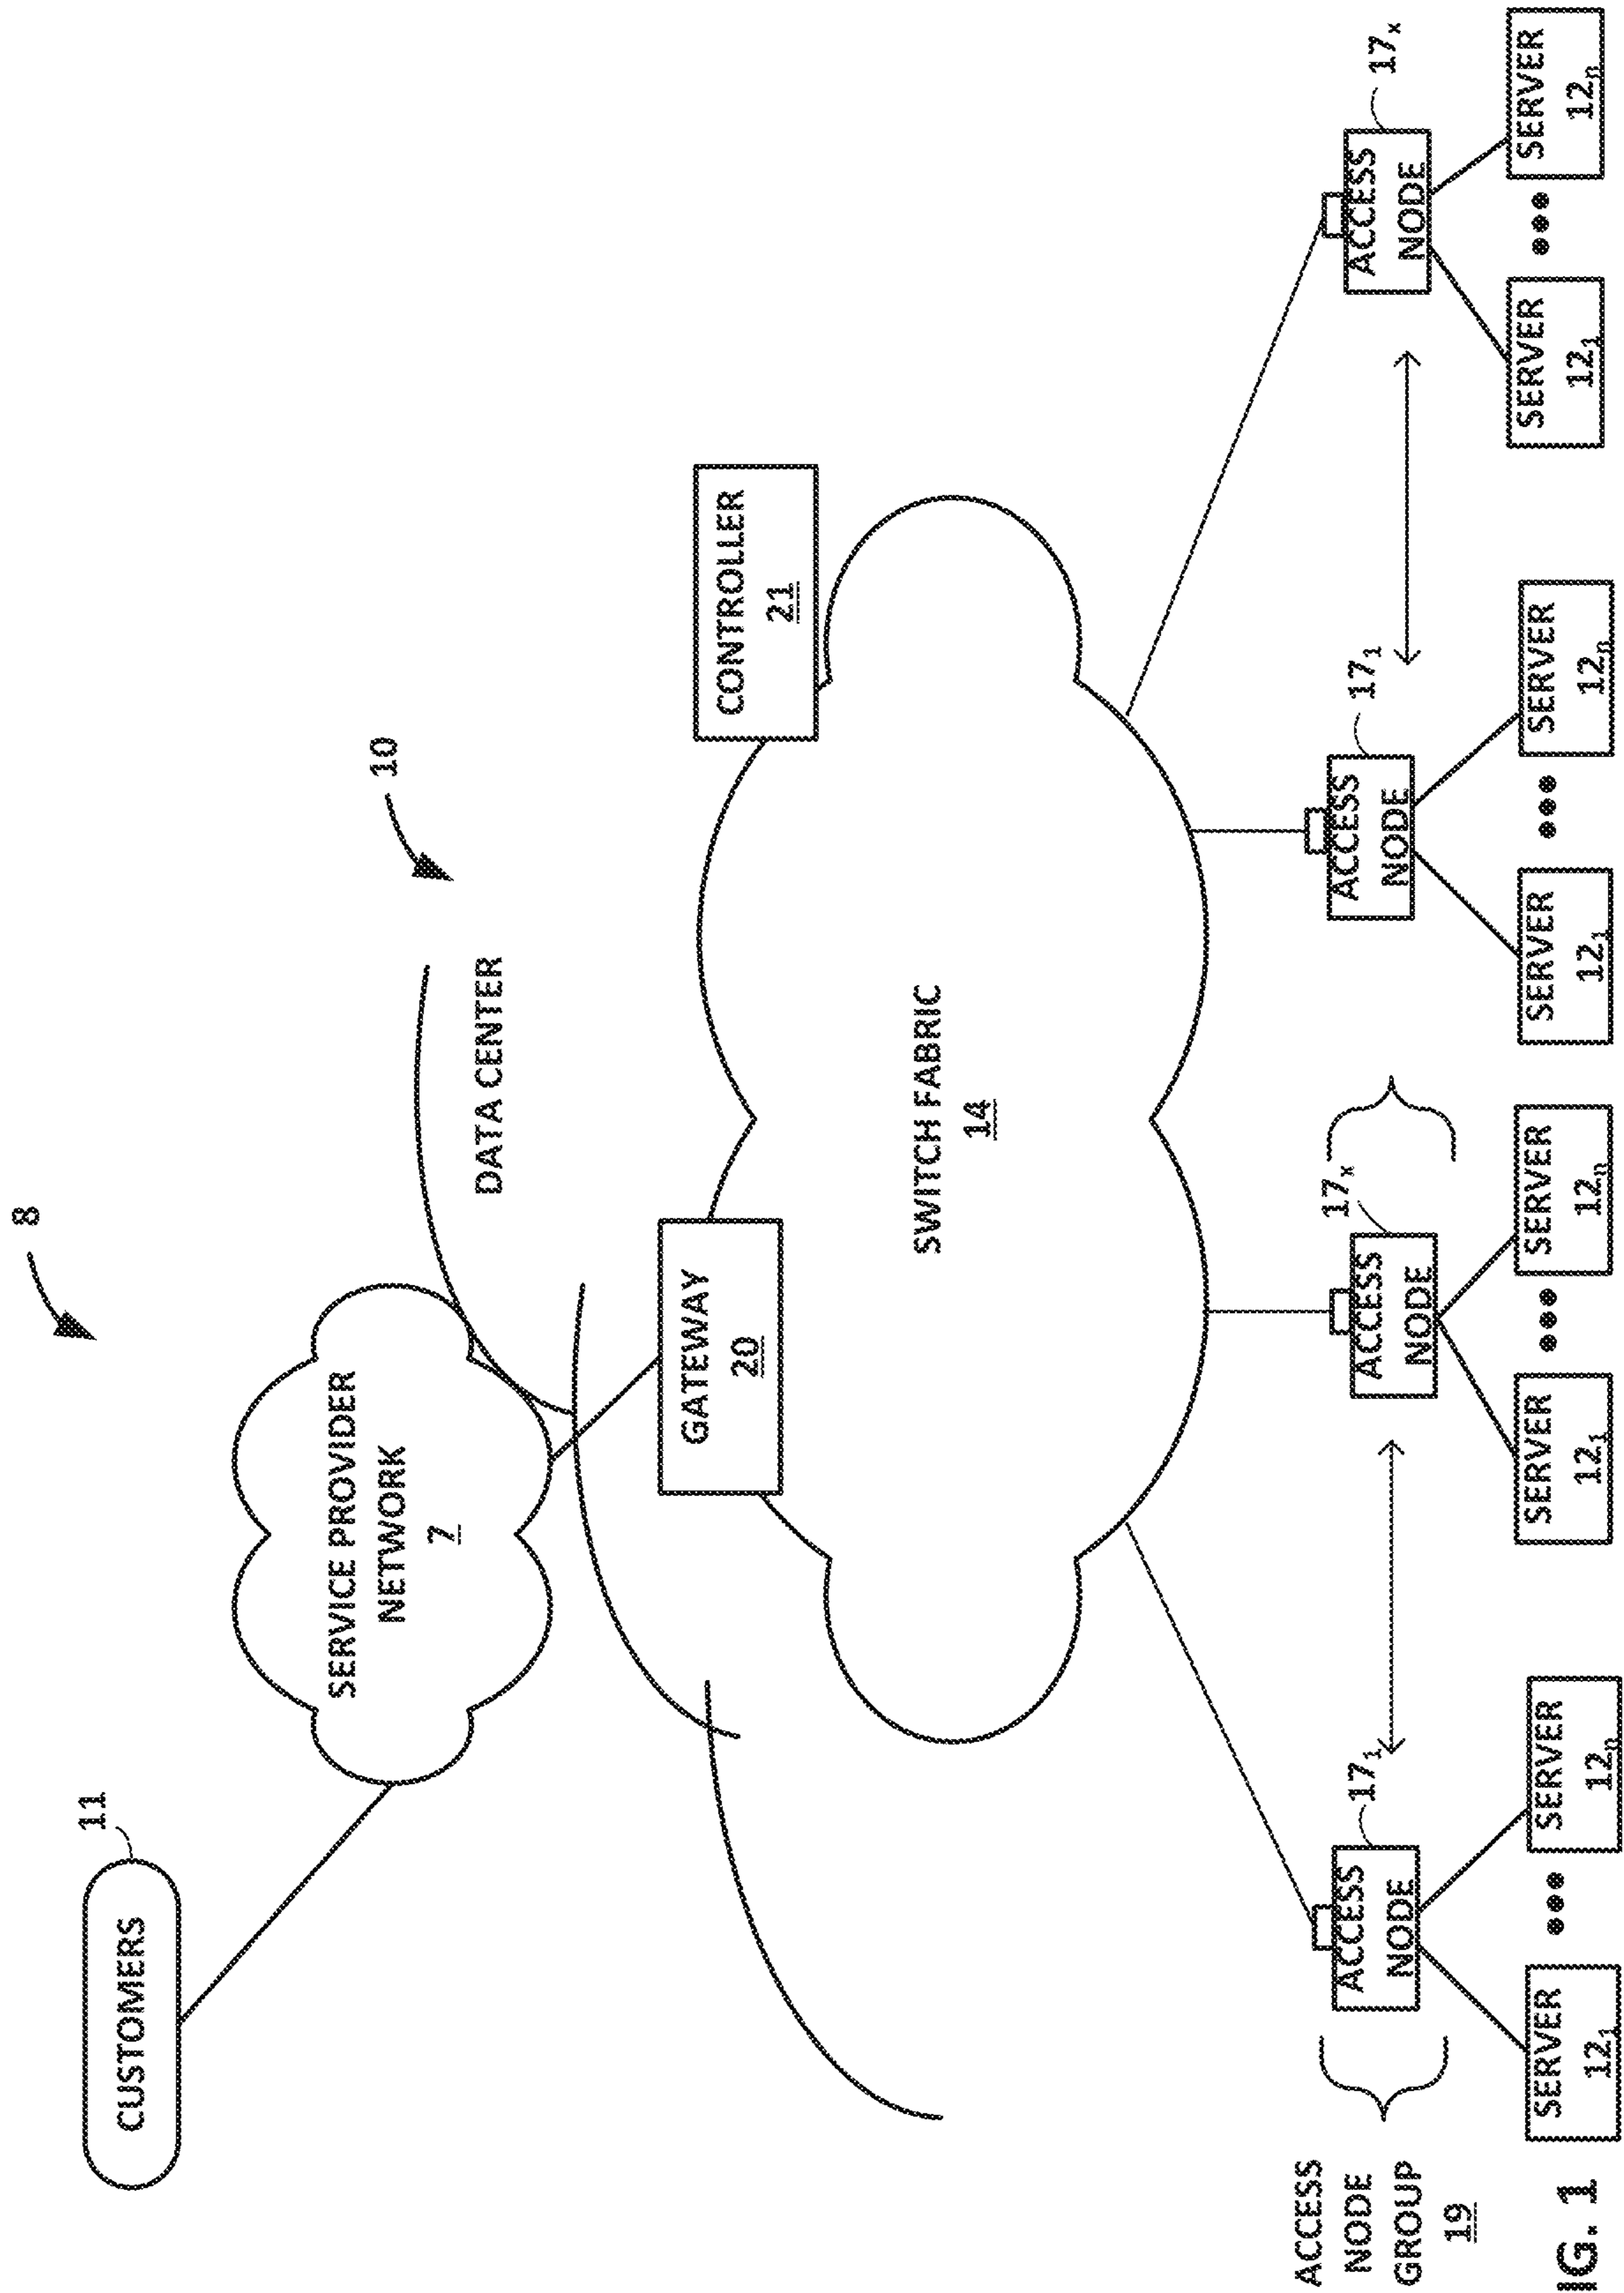 8
CUSTOMERS
11
SERVICE PROVIDER
NETWORK
7
10
DATA CENTER
GATEWAY
20
CONTROLLER
21
SWITCH FABRIC
14
ACCESS
NODE
GROUP
19
ACCESS
NODE
17₁
ACCESS
NODE
17ₓ
ACCESS
NODE
17₁
ACCESS
NODE
17ₓ
SERVER
12₁
SERVER
12ₙ
SERVER
12₁
SERVER
12ₙ
SERVER
12₁
SERVER
12ₙ
SERVER
12₁
SERVER
12ₙ
IG. 1